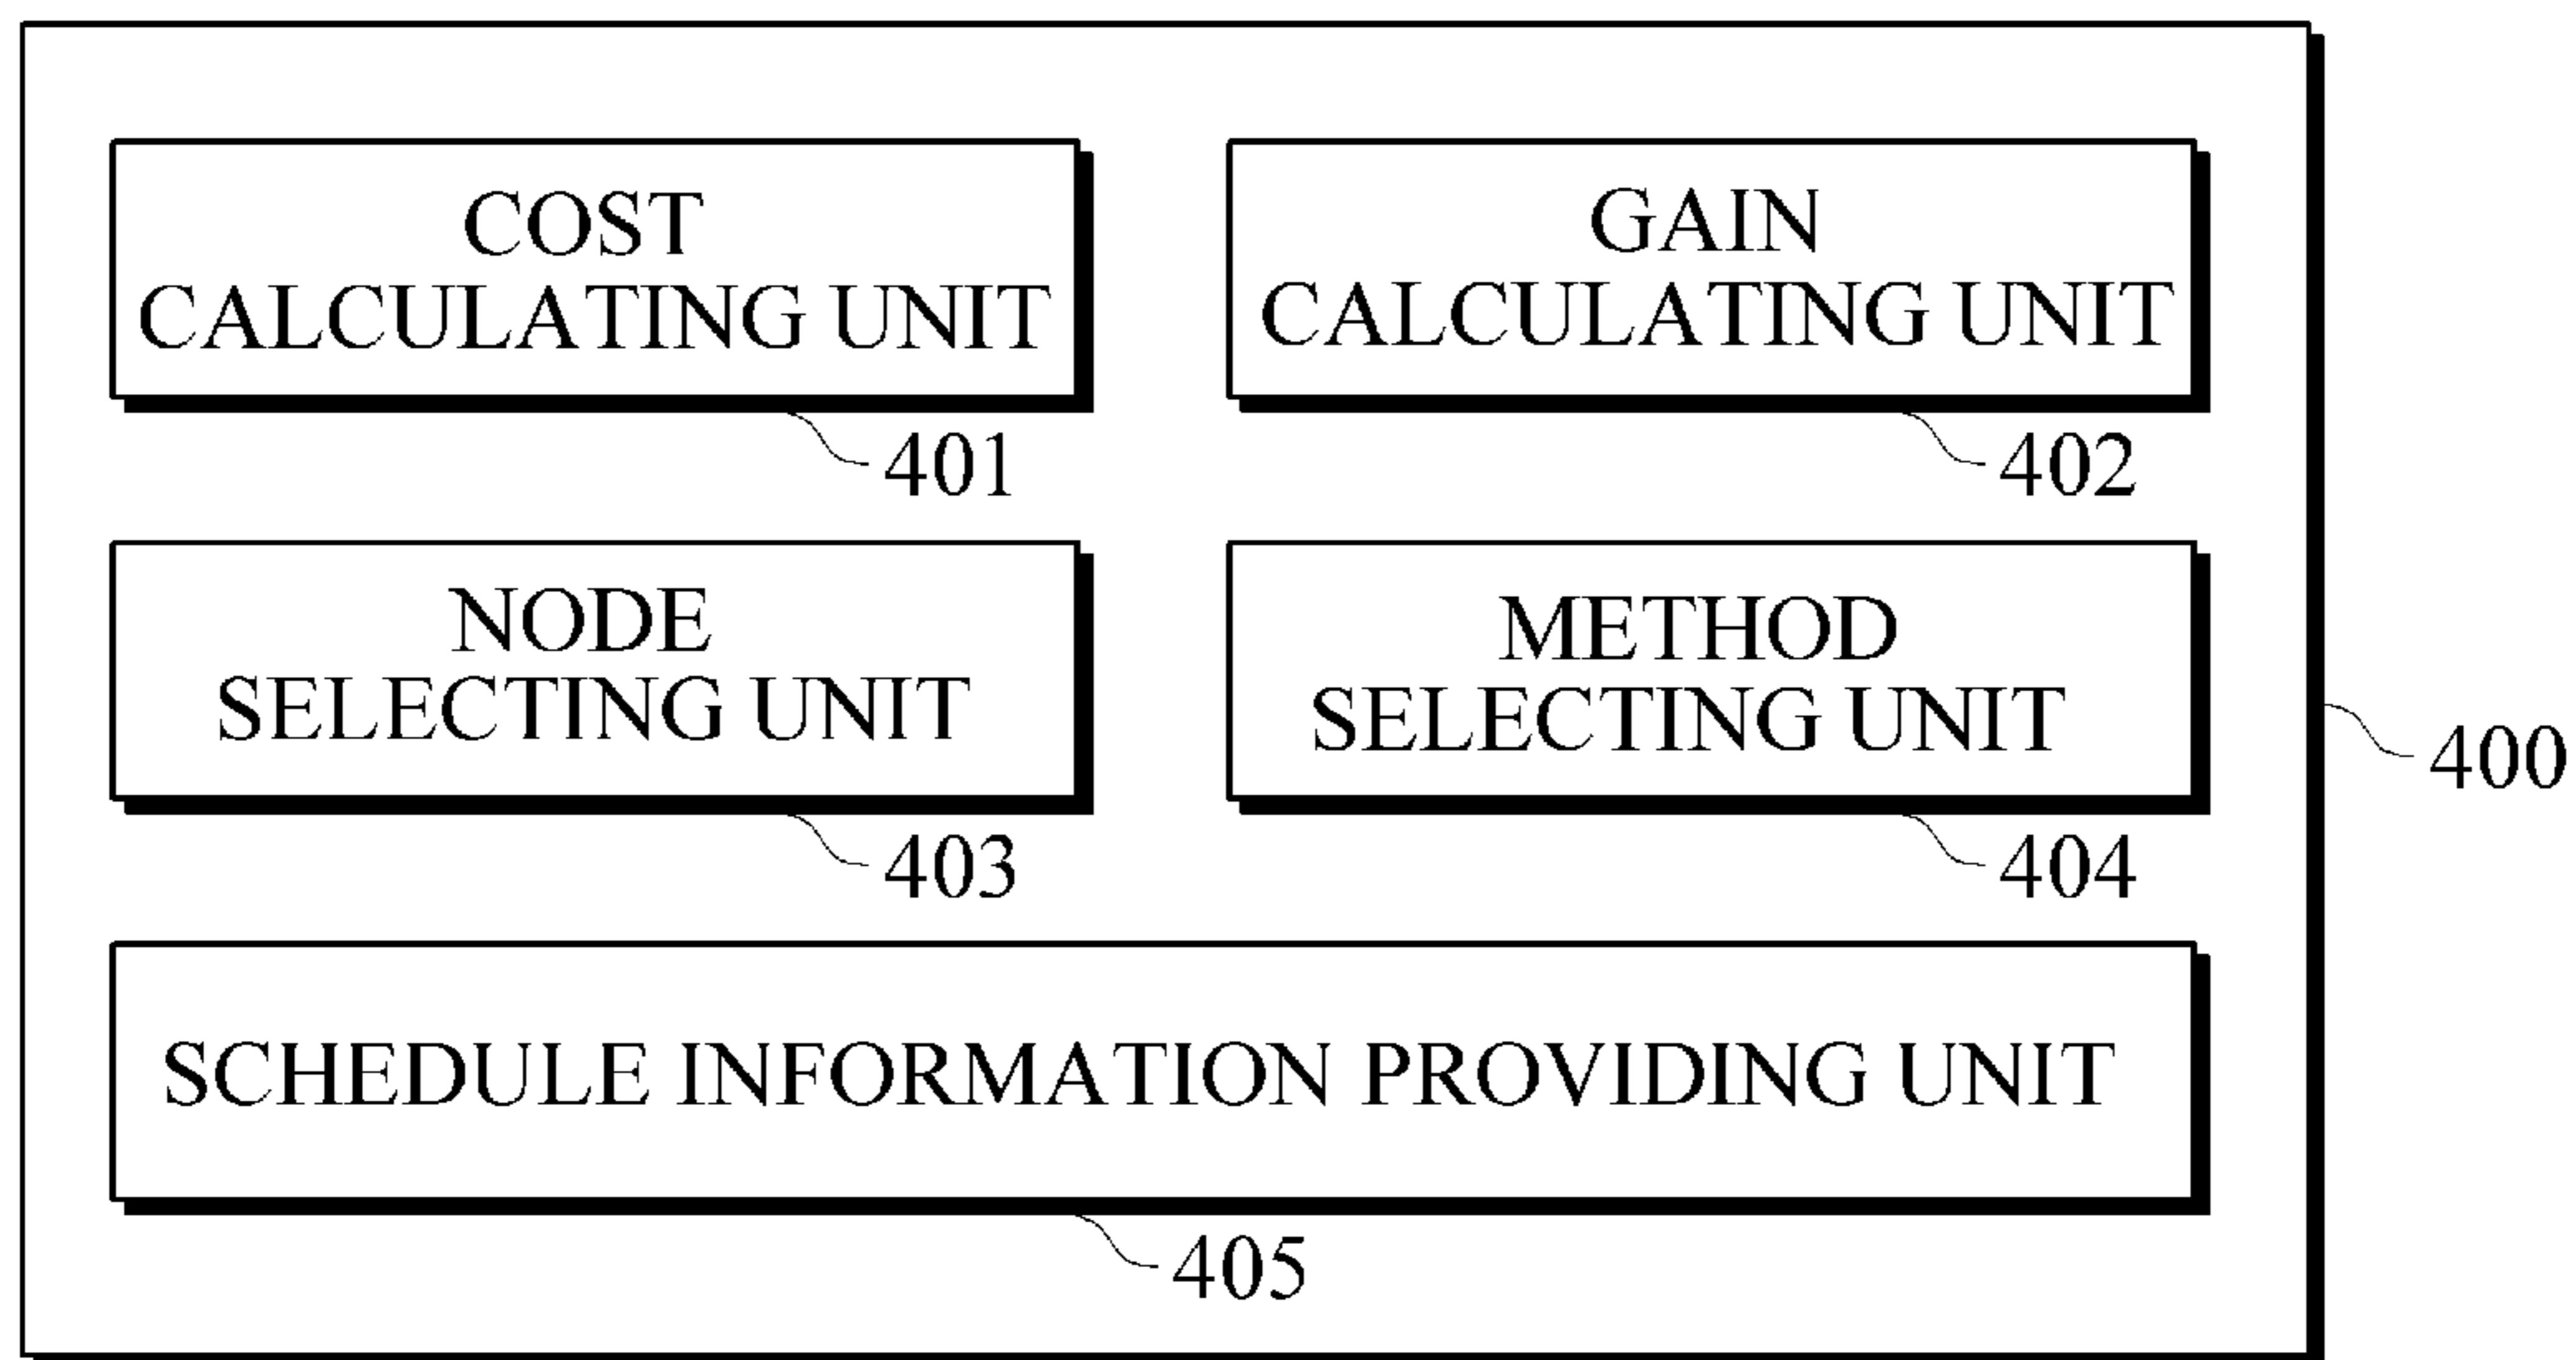 COST
CALCULATING UNIT
401
GAIN
CALCULATING UNIT
402
NODE
SELECTING UNIT
403
METHOD
SELECTING UNIT
404
400
SCHEDULE INFORMATION PROVIDING UNIT
405